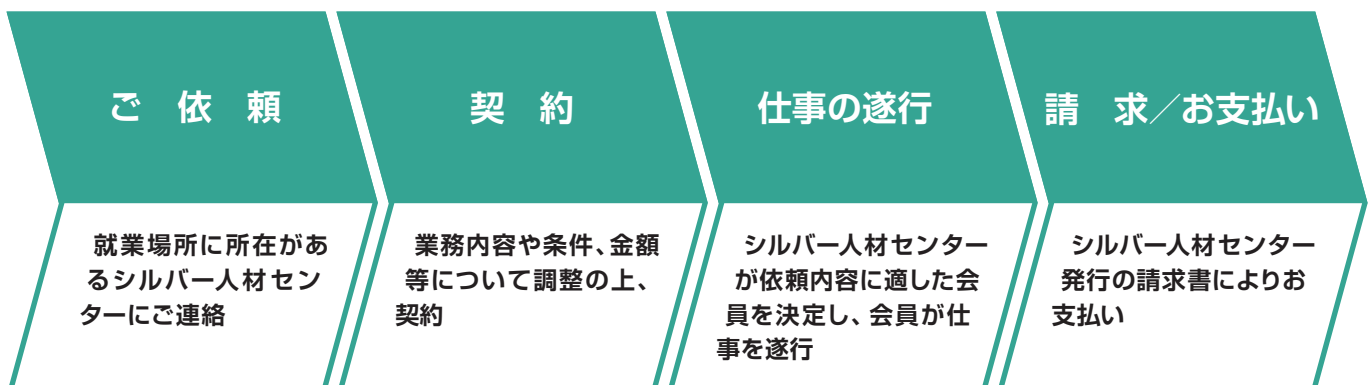 ご 依 頼
就業場所に所在があ
るシルバー人材セン
ターにご連絡
契 約
業務内容や条件、金額
等について調整の上、
契約
仕事の遂行
シルバー人材センター
が依頼内容に適した会
員を決定し、会員が仕
事を遂行
請 求／お支払い
シルバー人材センター
発行の請求書によりお
支払い